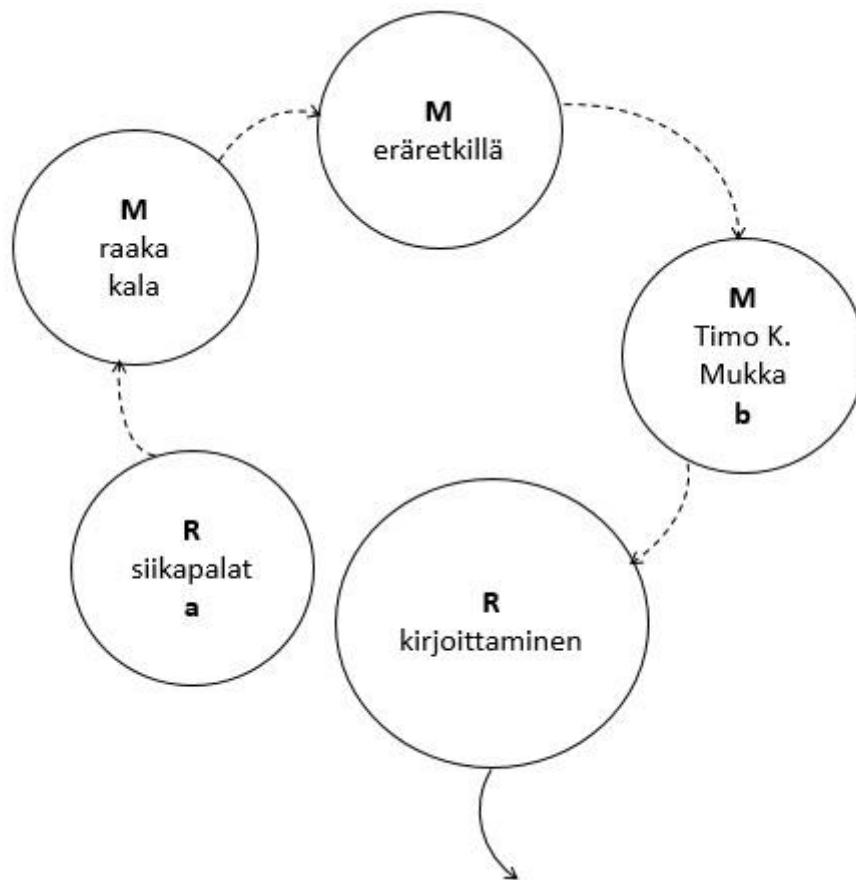 M
eräretkillä
M
raaka
kala
M
Timo K.
Mukka
b
R
siikapalat
a
R
kirjoittaminen